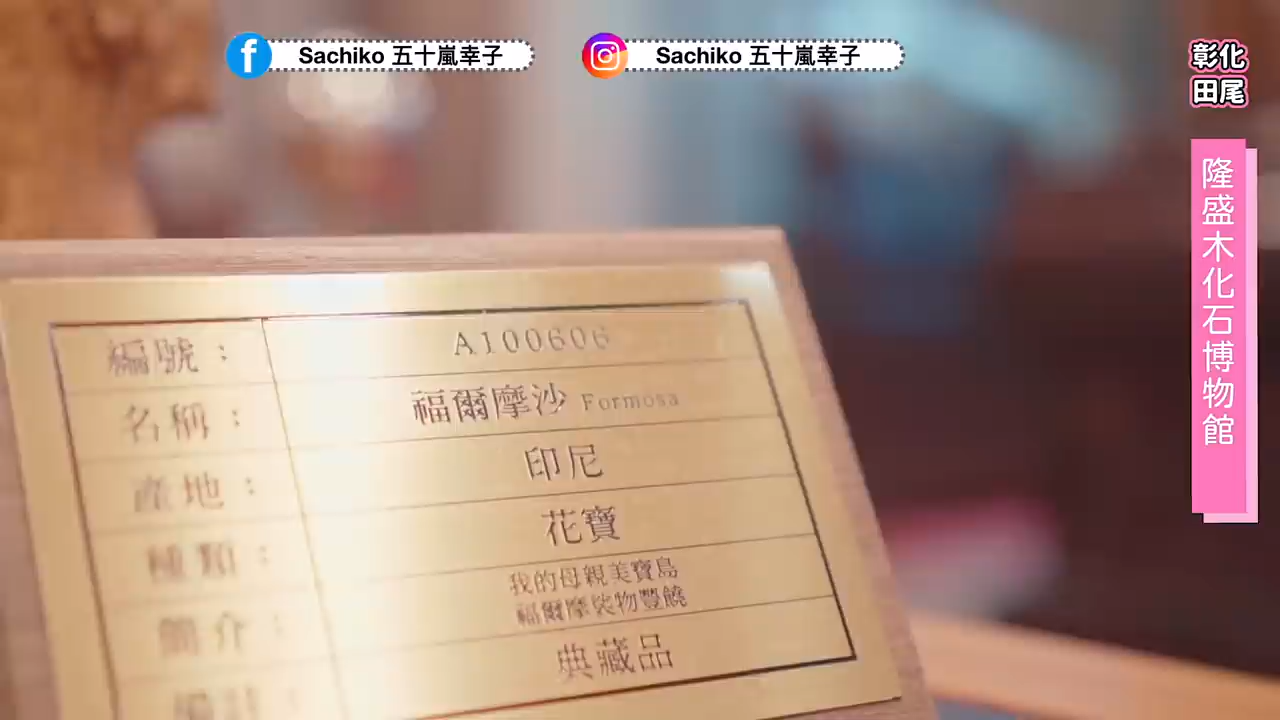 Sachiko 五十嵐幸子
Sachiko 五十嵐幸子
彰化
田尾
隆盛木化石博物館
編號： A100606
名稱： 福爾摩沙 Formosa
產地： 印尼
種類： 花寶
簡介： 我的母親美寶島
福爾摩裟物豐饒
典藏品